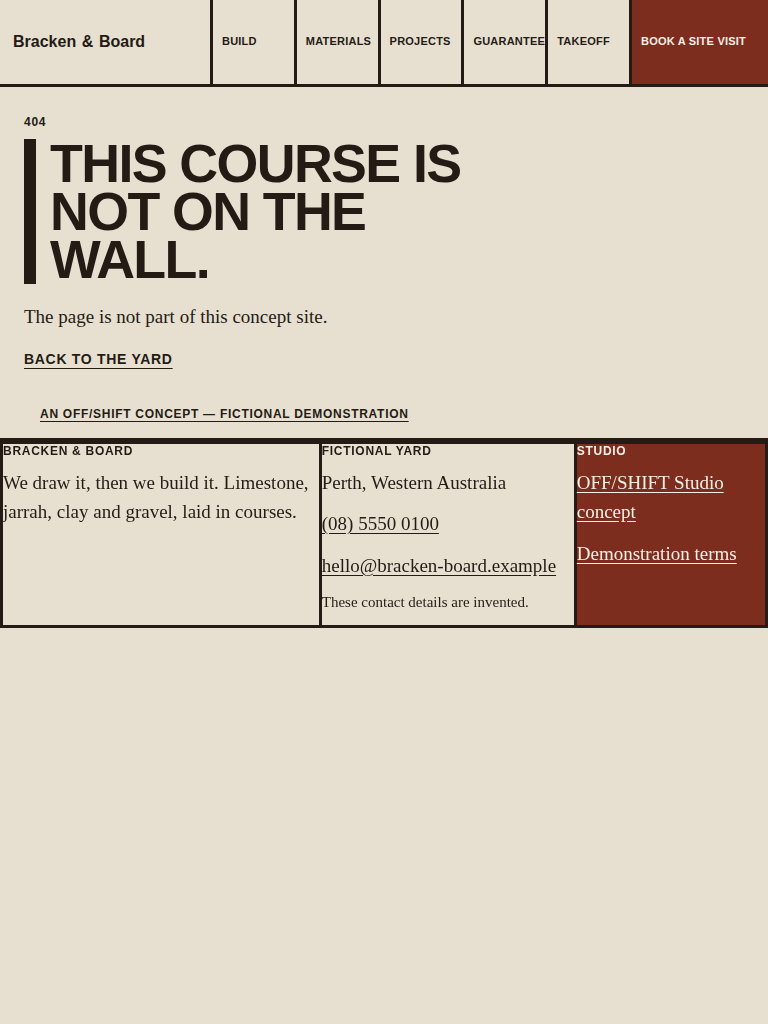 Bracken & Board
BUILD
MATERIALS
PROJECTS
GUARANTEE
TAKEOFF
BOOK A SITE VISIT
404
THIS COURSE IS
NOT ON THE
WALL.
The page is not part of this concept site.
BACK TO THE YARD
AN OFF/SHIFT CONCEPT — FICTIONAL DEMONSTRATION
BRACKEN & BOARD
We draw it, then we build it. Limestone,
jarrah, clay and gravel, laid in courses.
FICTIONAL YARD
Perth, Western Australia
(08) 5550 0100
hello@bracken-board.example
These contact details are invented.
STUDIO
OFF/SHIFT Studio
concept
Demonstration terms